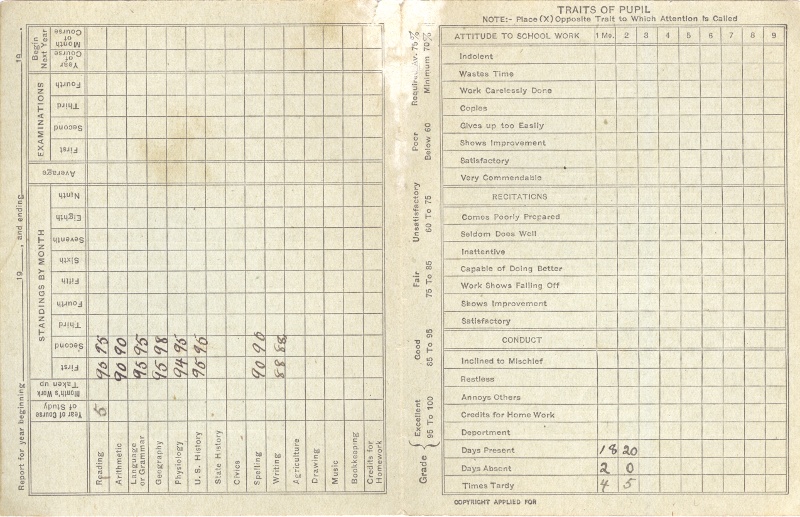 Report for year beginning 19 , and ending 19
Year of Course of Study
Month's Work Taken up
STANDINGS BY MONTH
First
Second
Third
Fourth
Fifth
Sixth
Seventh
Eighth
Ninth
Average
EXAMINATIONS
First
Second
Third
Fourth
Begin Next Year
Year of Course
Month of Course
Reading 5 95 95
Arithmetic 90 90
Language or Grammar 95 95
Geography 95 98
Physiology 94 95
U. S. History 95 95
State History
Civics
Spelling 90 90
Writing 88 88
Agriculture
Drawing
Music
Bookkeeping
Credits for Homework
Grade
Excellent 95 To 100
Good 85 To 95
Fair 75 To 85
Unsatisfactory 60 To 75
Poor Below 60
Required Av. 75%
Minimum 70%
TRAITS OF PUPIL
NOTE:- Place (X) Opposite Trait to Which Attention Is Called
ATTITUDE TO SCHOOL WORK 1 Mo. 2 3 4 5 6 7 8 9
Indolent
Wastes Time
Work Carelessly Done
Copies
Gives up too Easily
Shows Improvement
Satisfactory
Very Commendable
RECITATIONS
Comes Poorly Prepared
Seldom Does Well
Inattentive
Capable of Doing Better
Work Shows Falling Off
Shows Improvement
Satisfactory
CONDUCT
Inclined to Mischief
Restless
Annoys Others
Credits for Home Work
Deportment
Days Present 18 20
Days Absent 2 0
Times Tardy 4 5
COPYRIGHT APPLIED FOR